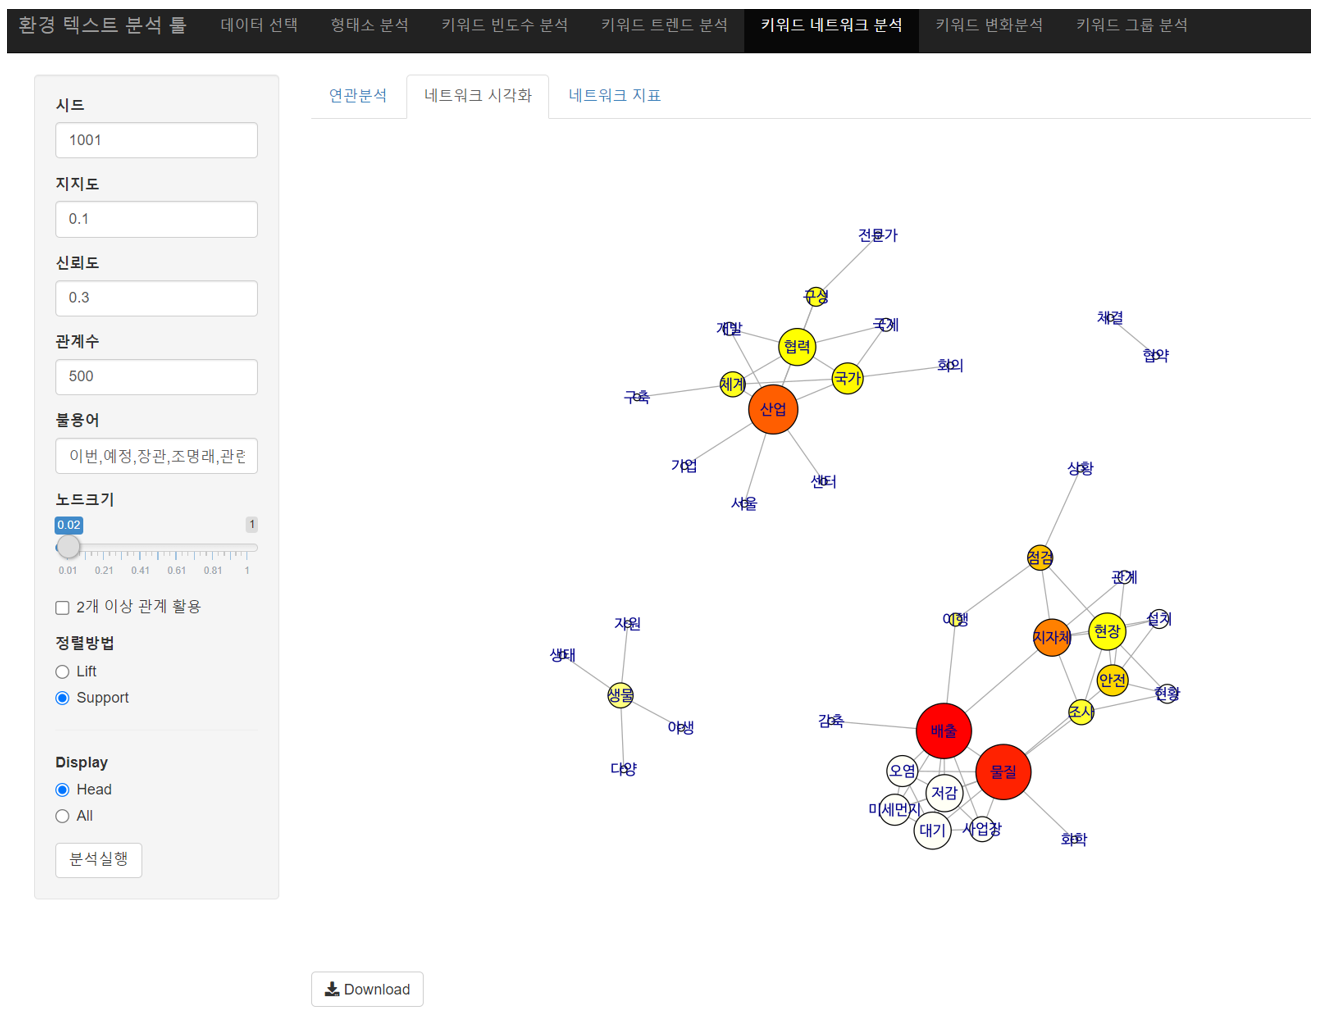 환경 텍스트 분석 툴 데이터 선택 형태소 분석 키워드 빈도수 분석 키워드 트렌드 분석 키워드 네트워크 분석 키워드 변화분석 키워드 그룹 분석
연관분석 네트워크 시각화 네트워크 지표
시드
1001
지지도
0.1
신뢰도
0.3
관계수
500
불용어
이번,예정,장관,조명래,관련
노드크기
0.02 1
0.01 0.21 0.41 0.61 0.81 1
2개 이상 관계 활용
정렬방법
Lift
Support
Display
Head
All
분석실행
전문가
구성
개발
국제
협력
회의
체계
국가
구축
산업
기업
센터
서울
체결
협약
상황
점검
관계
이행
설치
지자체
현장
안전
현황
조사
자원
생태
생물
야생
다양
감축
배출
물질
오염
저감
미세먼지
대기
사업장
화학
Download